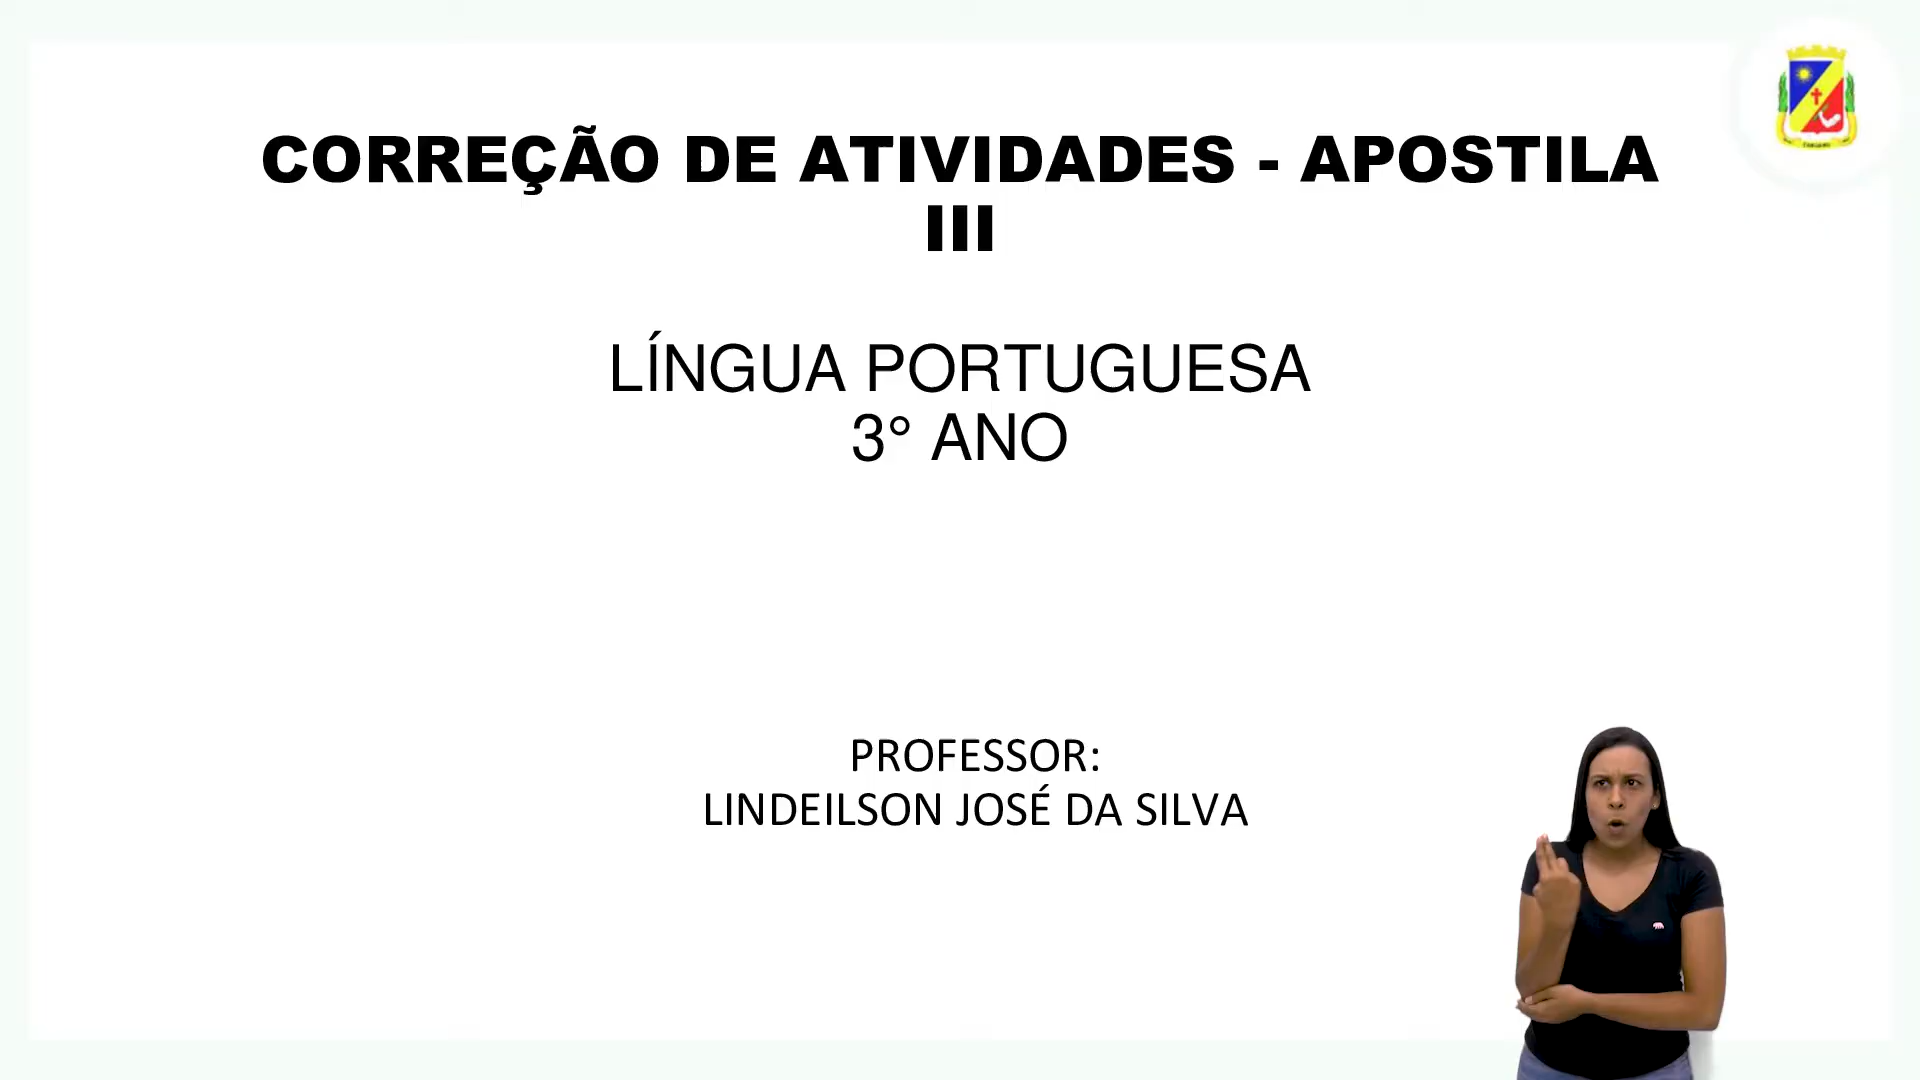 CORREÇÃO DE ATIVIDADES - APOSTILA
III
LÍNGUA PORTUGUESA
3° ANO
PROFESSOR:
LINDEILSON JOSÉ DA SILVA